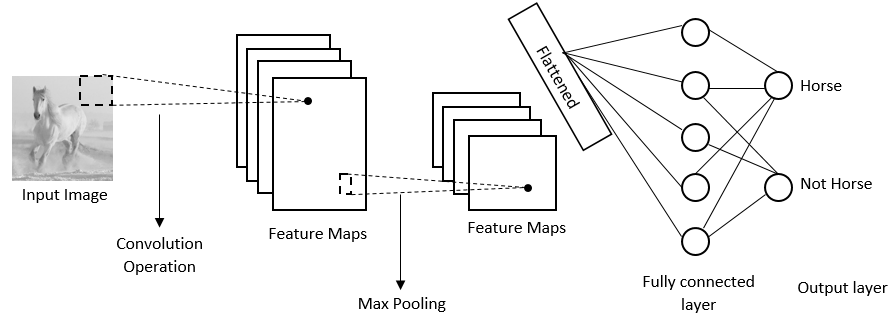 Input Image
Convolution
Operation
Feature Maps
Max Pooling
Feature Maps
Flattened
Fully connected
layer
Horse
Not Horse
Output layer